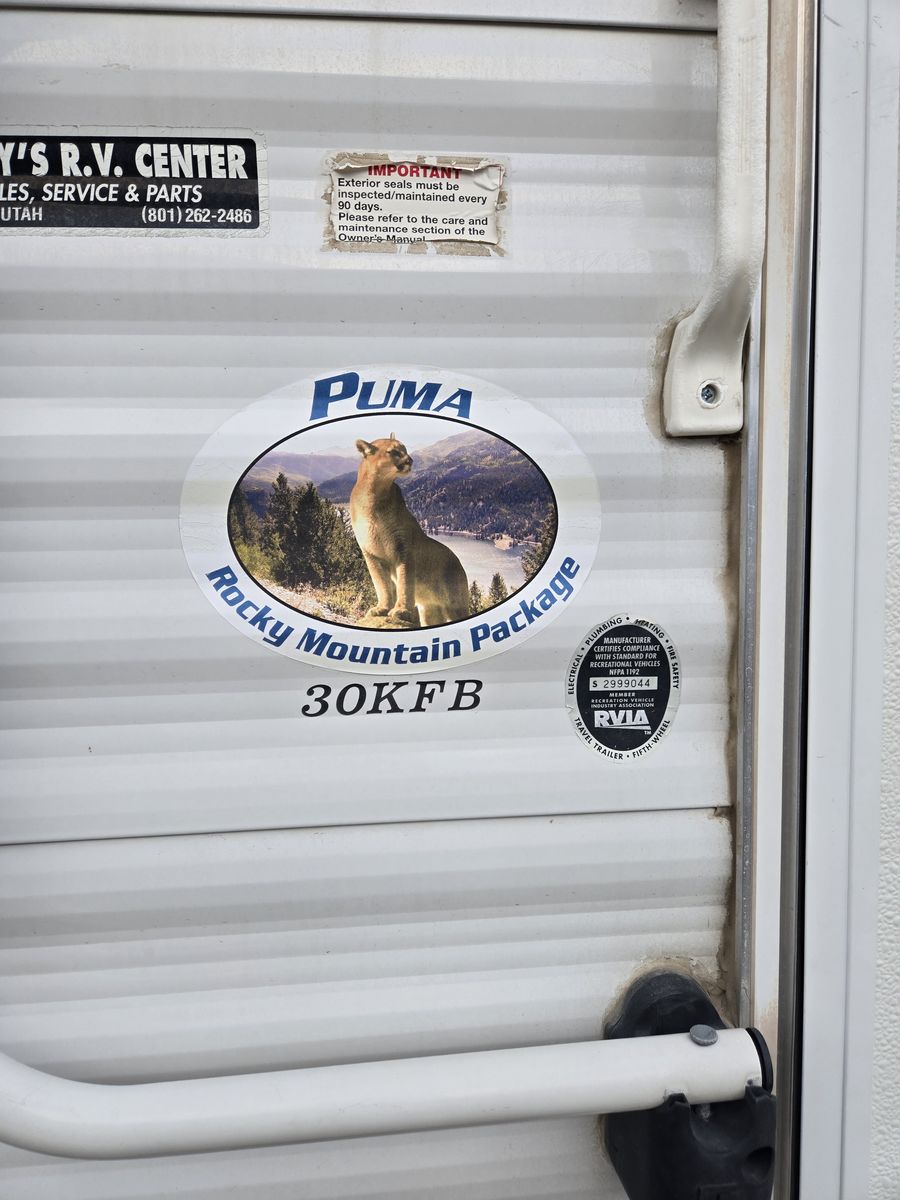 Y'S R.V. CENTER
LES, SERVICE & PARTS
UTAH (801) 262-2486
IMPORTANT
Exterior seals must be
inspected/maintained every
90 days.
Please refer to the care and
maintenance section of the
Owner's Manual
PUMA
Rocky Mountain Package
30KFB
ELECTRICAL • PLUMBING • HEATING • FIRE SAFETY
MANUFACTURER
CERTIFIES COMPLIANCE
WITH STANDARD FOR
RECREATIONAL VEHICLES
NFPA 1192
S 2999044
MEMBER
RECREATION VEHICLE
INDUSTRY ASSOCIATION
RVIA
TM
TRAVEL TRAILER • FIFTH-WHEEL